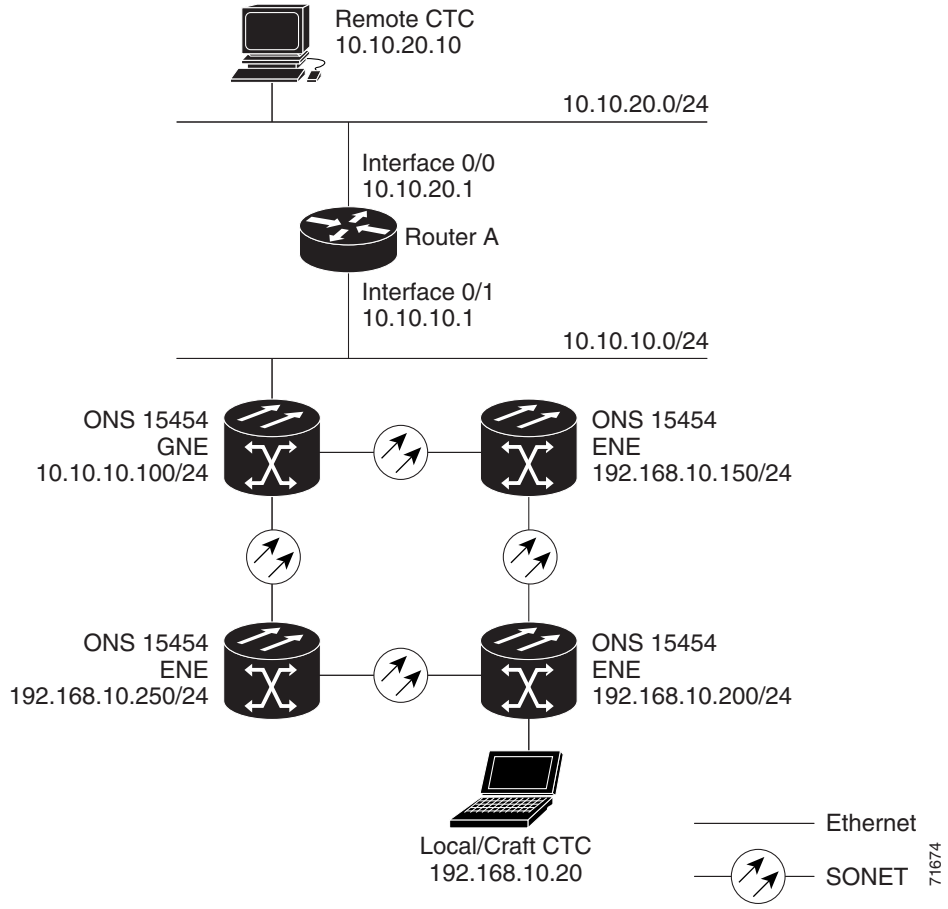 Remote CTC
10.10.20.10
10.10.20.0/24
Interface 0/0
10.10.20.1
Router A
Interface 0/1
10.10.10.1
10.10.10.0/24
ONS 15454
GNE
10.10.10.100/24
ONS 15454
ENE
192.168.10.150/24
ONS 15454
ENE
192.168.10.250/24
ONS 15454
ENE
192.168.10.200/24
Local/Craft CTC
192.168.10.20
Ethernet
SONET
71674